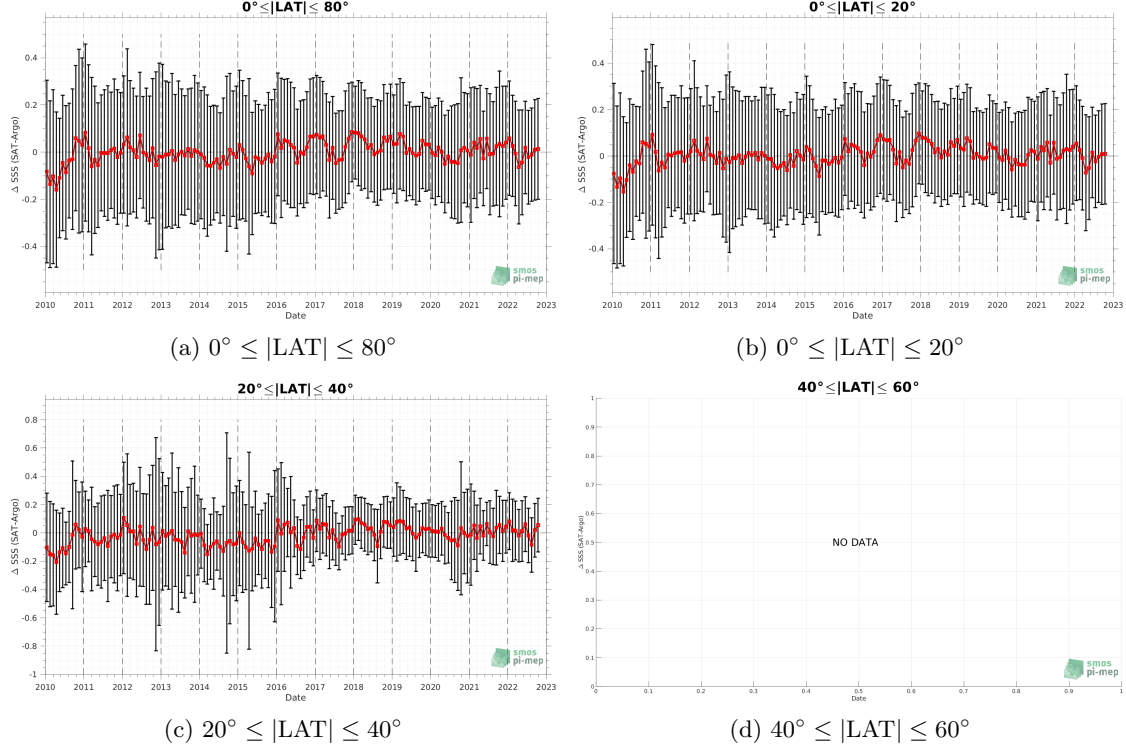 0°≤|LAT|≤ 80°
Δ SSS (SAT-Argo)
0.4
0.2
0
-0.2
-0.4
smos
pi-mep
2010 2011 2012 2013 2014 2015 2016 2017 2018 2019 2020 2021 2022 2023
Date
(a) 0° ≤ |LAT| ≤ 80°
0°≤|LAT|≤ 20°
Δ SSS (SAT-Argo)
0.4
0.2
0
-0.2
-0.4
smos
pi-mep
2010 2011 2012 2013 2014 2015 2016 2017 2018 2019 2020 2021 2022 2023
Date
(b) 0° ≤ |LAT| ≤ 20°
20°≤|LAT|≤ 40°
Δ SSS (SAT-Argo)
0.8
0.6
0.4
0.2
0
-0.2
-0.4
-0.6
-0.8
-1
smos
pi-mep
2010 2011 2012 2013 2014 2015 2016 2017 2018 2019 2020 2021 2022 2023
Date
(c) 20° ≤ |LAT| ≤ 40°
40°≤|LAT|≤ 60°
Δ SSS (SAT-Argo)
1
0.9
0.8
0.7
0.6
0.5
0.4
0.3
0.2
0.1
0
NO DATA
smos
pi-mep
0 0.1 0.2 0.3 0.4 0.5 0.6 0.7 0.8 0.9 1
Date
(d) 40° ≤ |LAT| ≤ 60°